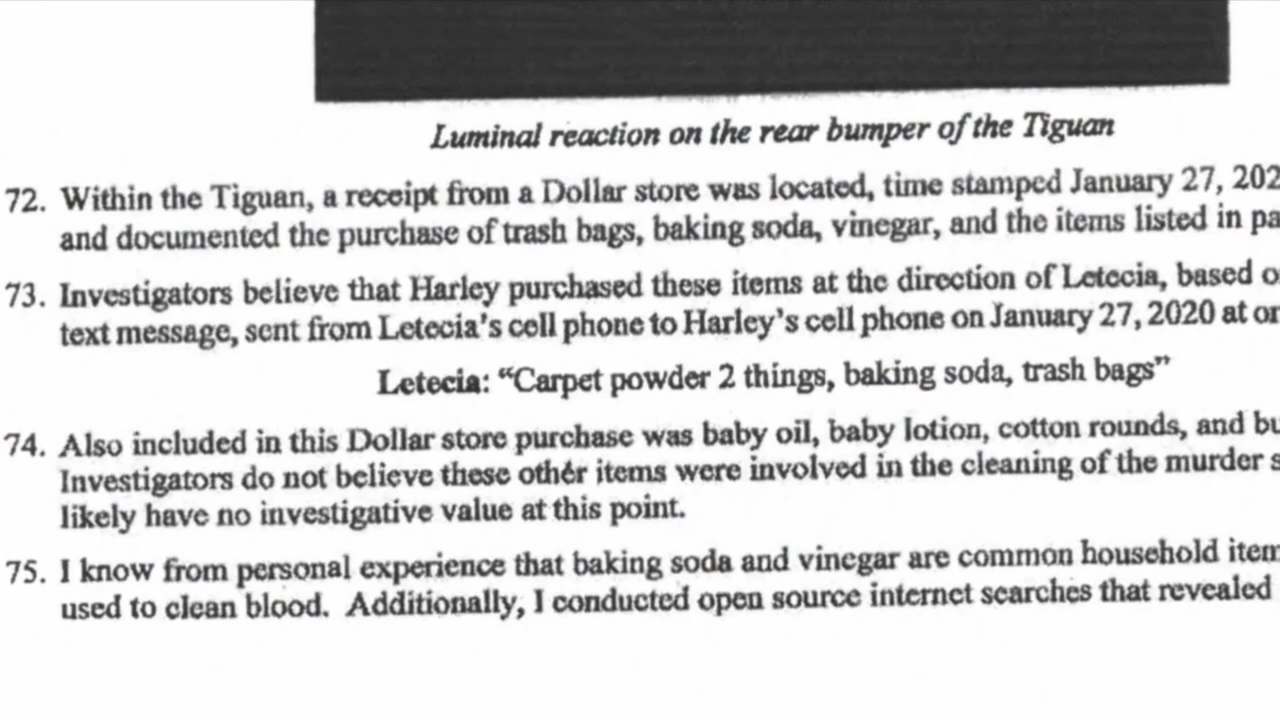 Luminal reaction on the rear bumper of the Tiguan
72. Within the Tiguan, a receipt from a Dollar store was located, time stamped January 27, 202
and documented the purchase of trash bags, baking soda, vinegar, and the items listed in pa
73. Investigators believe that Harley purchased these items at the direction of Letecia, based o
text message, sent from Letecia's cell phone to Harley's cell phone on January 27, 2020 at or
Letecia: “Carpet powder 2 things, baking soda, trash bags”
74. Also included in this Dollar store purchase was baby oil, baby lotion, cotton rounds, and bu
Investigators do not believe these other items were involved in the cleaning of the murder s
likely have no investigative value at this point.
75. I know from personal experience that baking soda and vinegar are common household item
used to clean blood. Additionally, I conducted open source internet searches that revealed